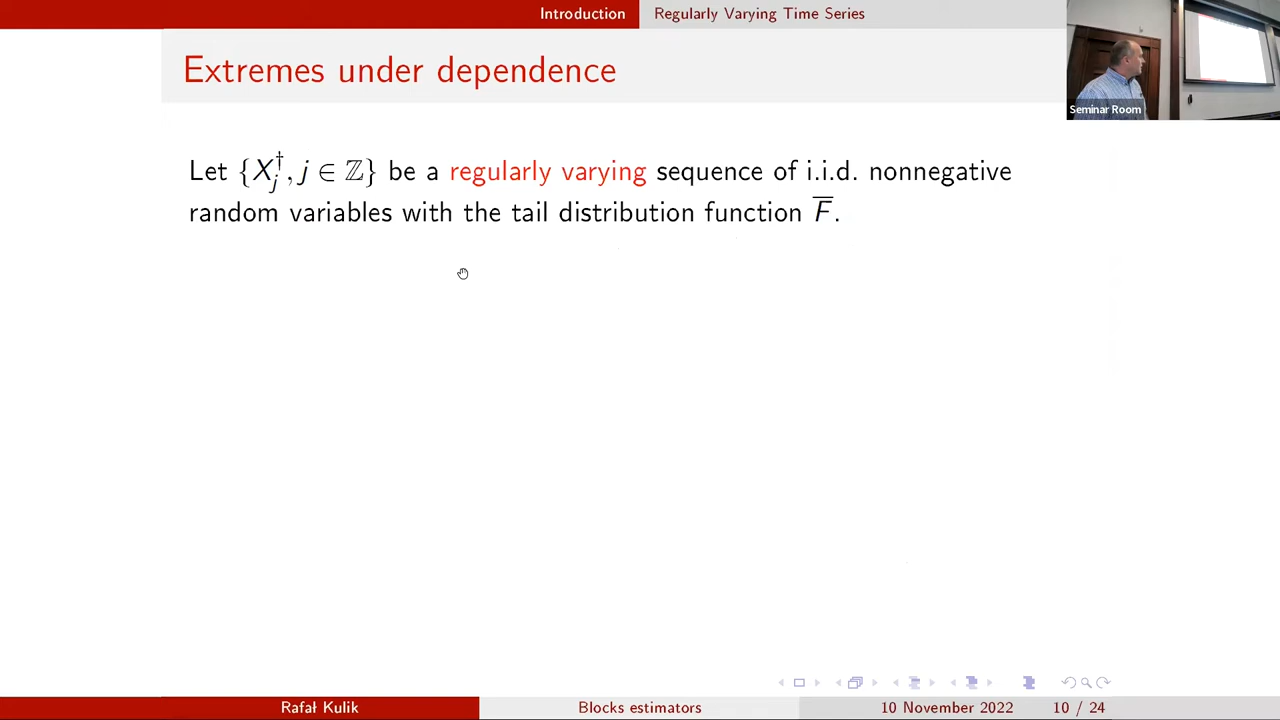 Introduction Regularly Varying Time Series
Extremes under dependence
Seminar Room
Let {X_j^†, j ∈ ℤ} be a regularly varying sequence of i.i.d. nonnegative
random variables with the tail distribution function F̅.
Rafał Kulik Blocks estimators 10 November 2022 10 / 24